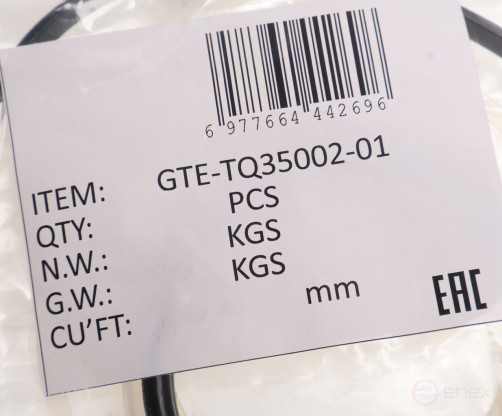 6 977664 442696
ITEM: GTE-TQ35002-01
QTY: PCS
N.W.: KGS
G.W.: KGS
CU'FT: mm
EAC
enex